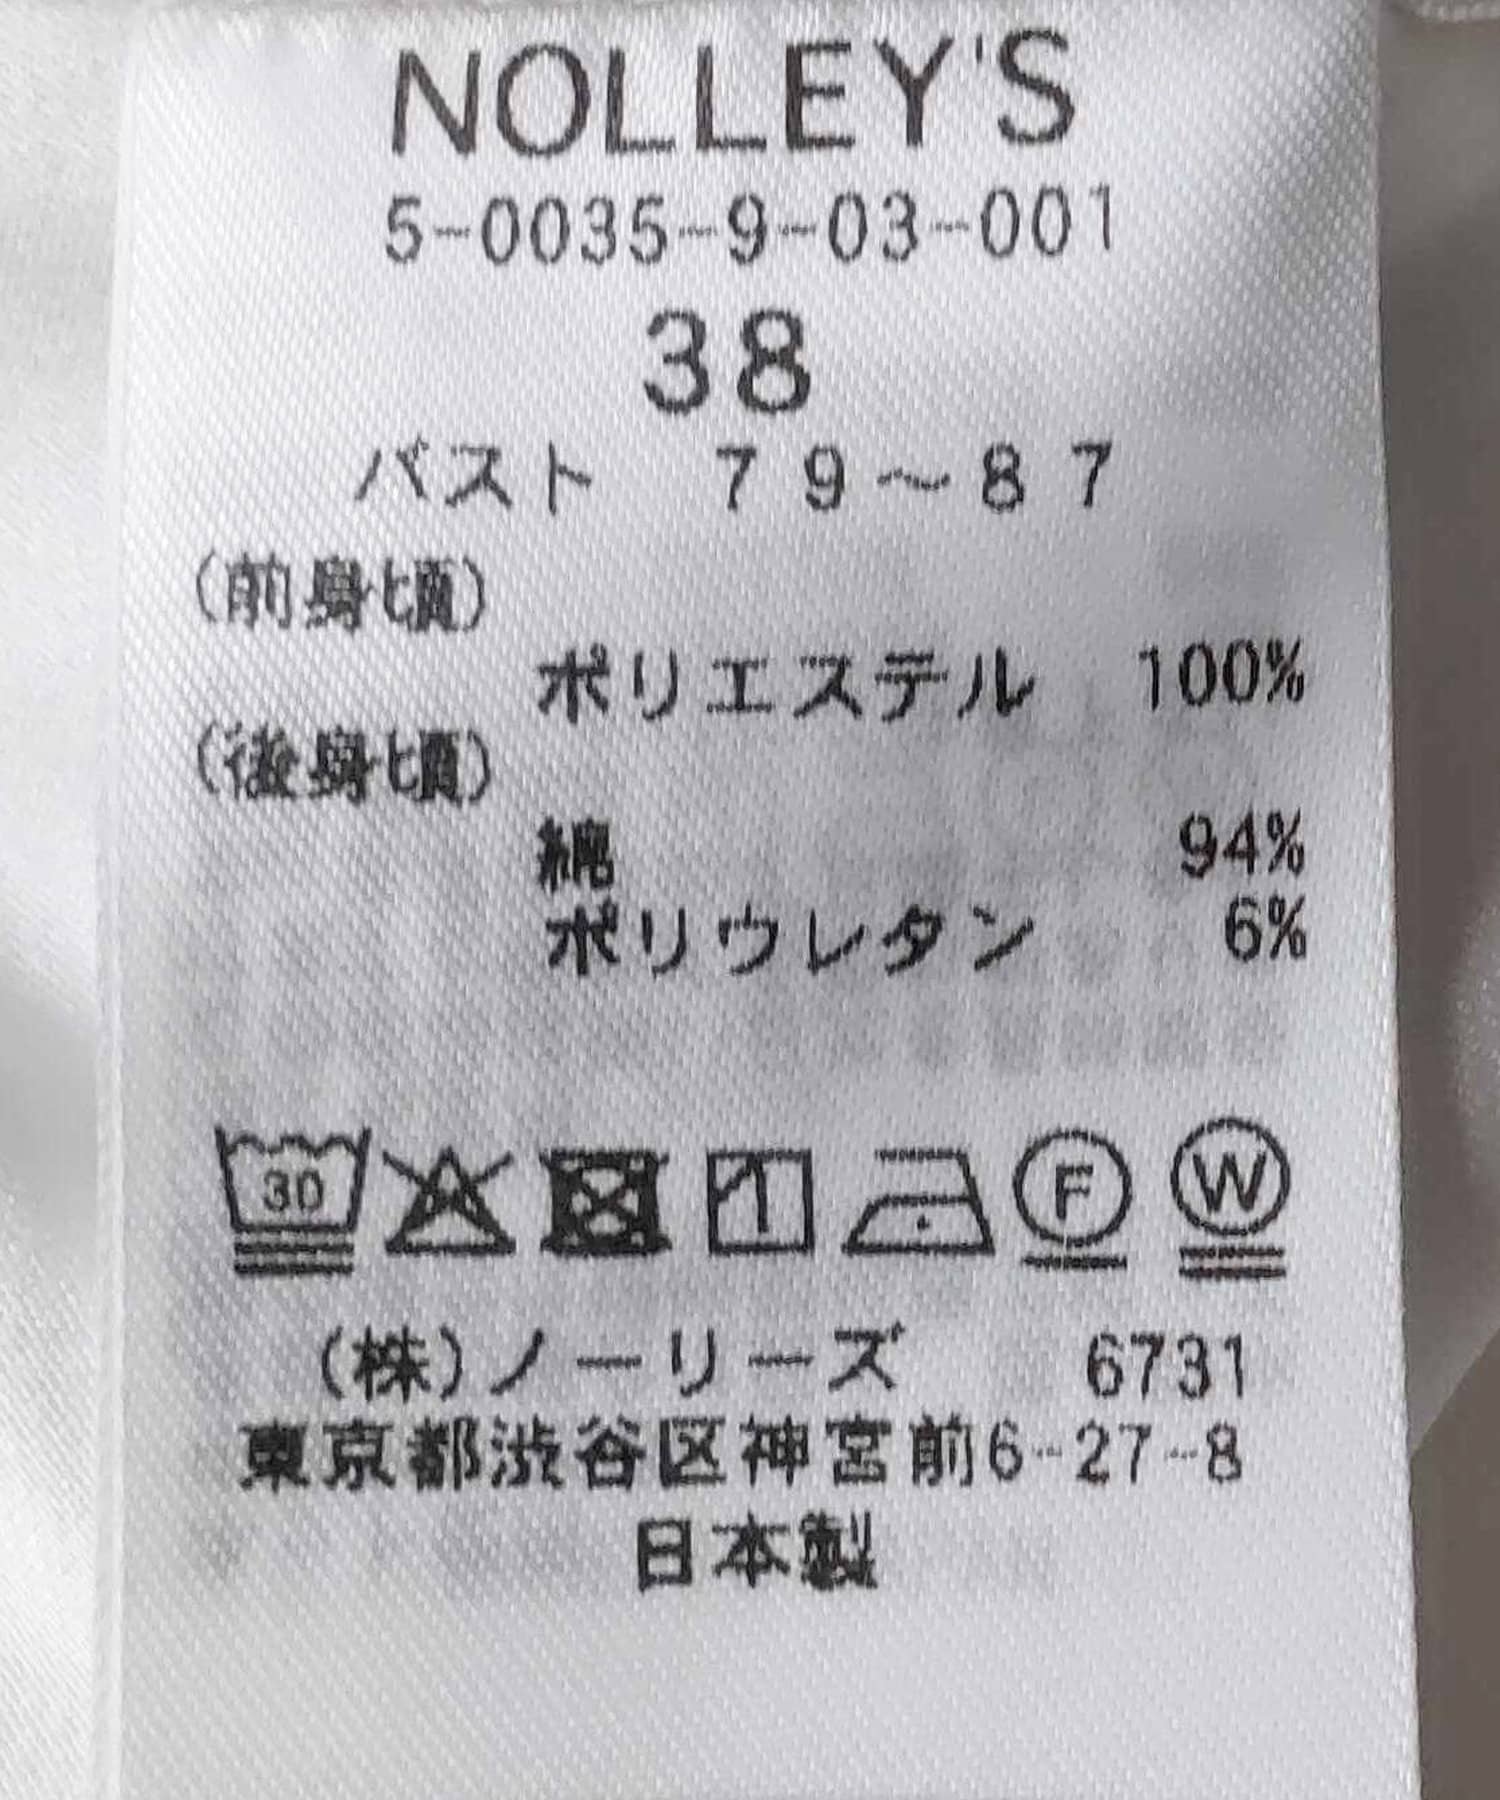 NOLLEY'S
5-0035-9-03-001
38
バスト 79～87
(前身頃)
ポリエステル 100%
(後身頃)
綿 94%
ポリウレタン 6%
30 F W
(株)ノーリーズ 6731
東京都渋谷区神宮前6-27-8
日本製